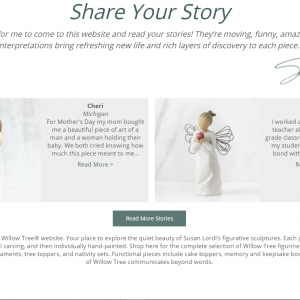 Share Your Story
for me to come to this website and read your stories! They're moving, funny, amaz
nterpretations bring refreshing new life and rich layers of discovery to each piece.
Cheri
Michigan
For Mother's Day my mom bought
me a beautiful piece of art of a
man and a woman holding their
baby. We both cried knowing how
much this piece meant to me...
Read More >
I worked a
teacher al
grade class
my studen
bond with
Read M
Read More Stories
Willow Tree® website. Your place to explore the quiet beauty of Susan Lordi's figurative sculptures. Each
l carving, and then individually hand-painted. Shop here for the complete selection of Willow Tree figurine
aments, tree toppers, and nativity sets. Functional pieces include cake toppers, memory and keepsake box
of Willow Tree communicates beyond words.